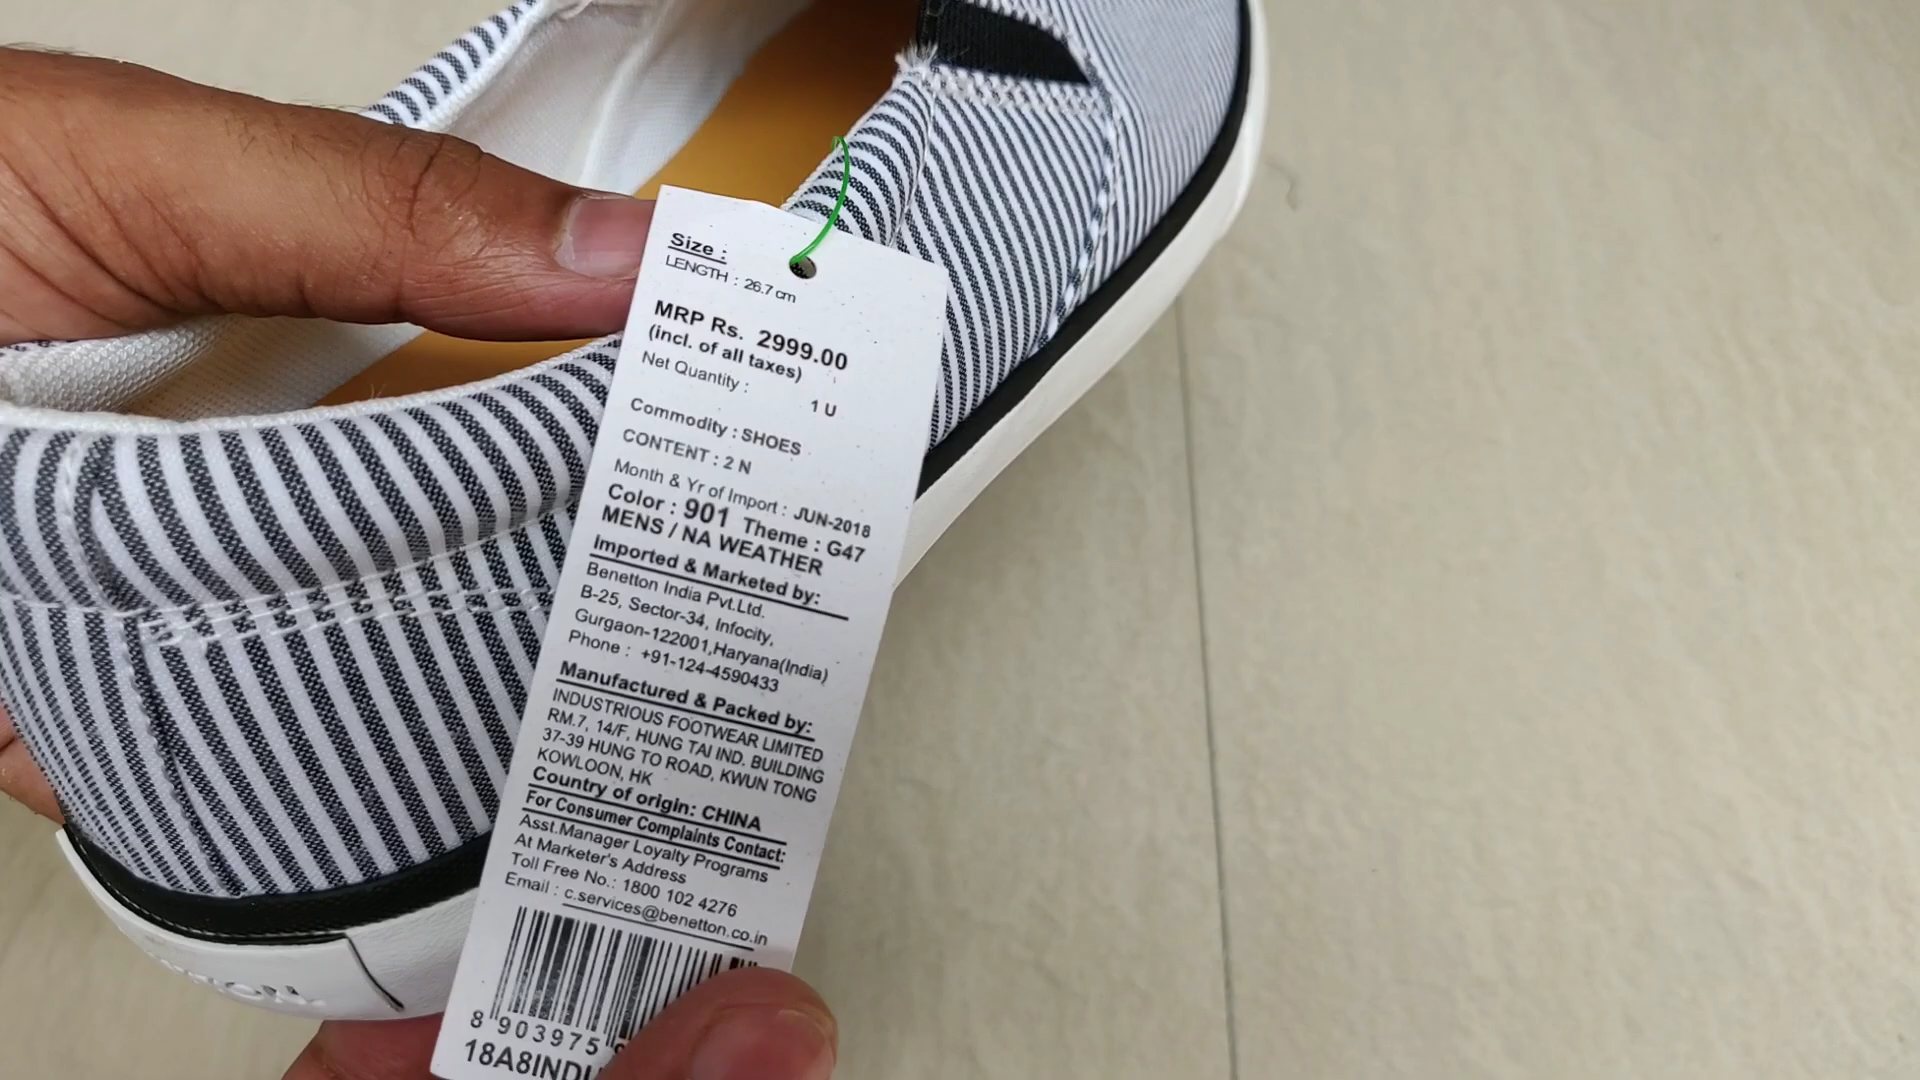 Size :
LENGTH : 26.7 cm
MRP Rs. 2999.00
(incl. of all taxes)
Net Quantity :
1 U
Commodity : SHOES
CONTENT : 2 N
Month & Yr of Import : JUN-2018
Color : 901 Theme : G47
MENS / NA WEATHER
Imported & Marketed by:
Benetton India Pvt.Ltd.
B-25, Sector-34, Infocity,
Gurgaon-122001,Haryana(India)
Phone : +91-124-4590433
Manufactured & Packed by:
INDUSTRIOUS FOOTWEAR LIMITED
RM.7, 14/F, HUNG TAI IND. BUILDING
37-39 HUNG TO ROAD, KWUN TONG
KOWLOON, HK
Country of origin: CHINA
For Consumer Complaints Contact:
Asst.Manager Loyalty Programs
At Marketer's Address
Toll Free No.: 1800 102 4276
Email : c.services@benetton.co.in
8 903975
18A8INDU